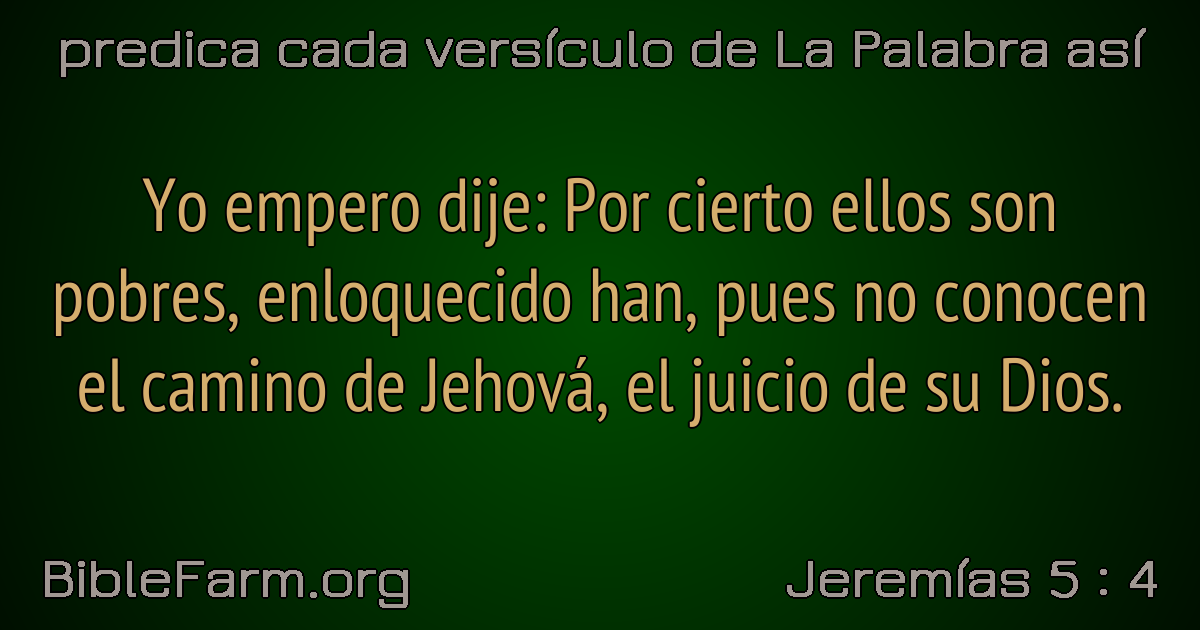 predica cada versículo de La Palabra así
Yo empero dije: Por cierto ellos son
pobres, enloquecido han, pues no conocen
el camino de Jehová, el juicio de su Dios.
BibleFarm.org
Jeremías 5 : 4